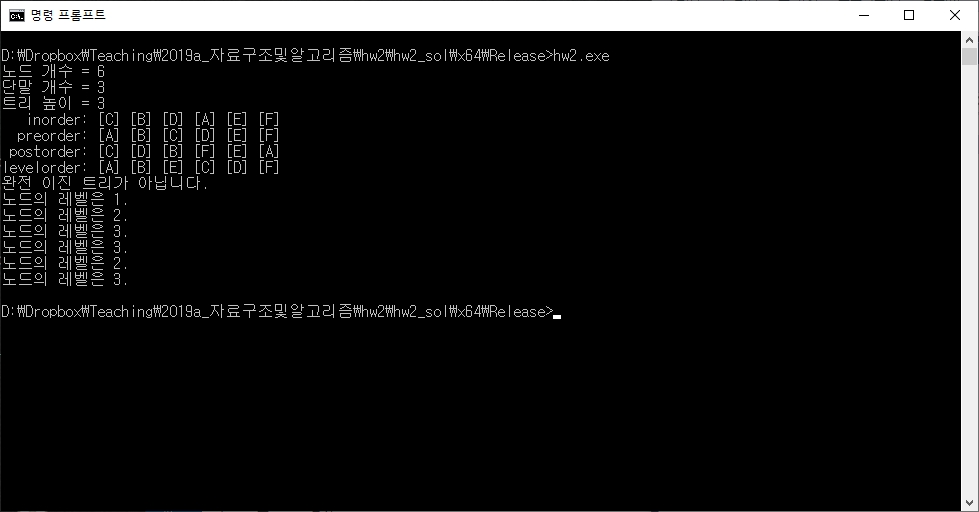 명령 프롬프트
D:₩Dropbox₩Teaching₩2019a_자료구조및알고리즘₩hw2₩hw2_sol₩x64₩Release>hw2.exe
노드 개수 = 6
단말 개수 = 3
트리 높이 = 3
inorder: [C] [B] [D] [A] [E] [F]
preorder: [A] [B] [C] [D] [E] [F]
postorder: [C] [D] [B] [F] [E] [A]
levelorder: [A] [B] [E] [C] [D] [F]
완전 이진 트리가 아닙니다.
노드의 레벨은 1.
노드의 레벨은 2.
노드의 레벨은 3.
노드의 레벨은 3.
노드의 레벨은 2.
노드의 레벨은 3.
D:₩Dropbox₩Teaching₩2019a_자료구조및알고리즘₩hw2₩hw2_sol₩x64₩Release>